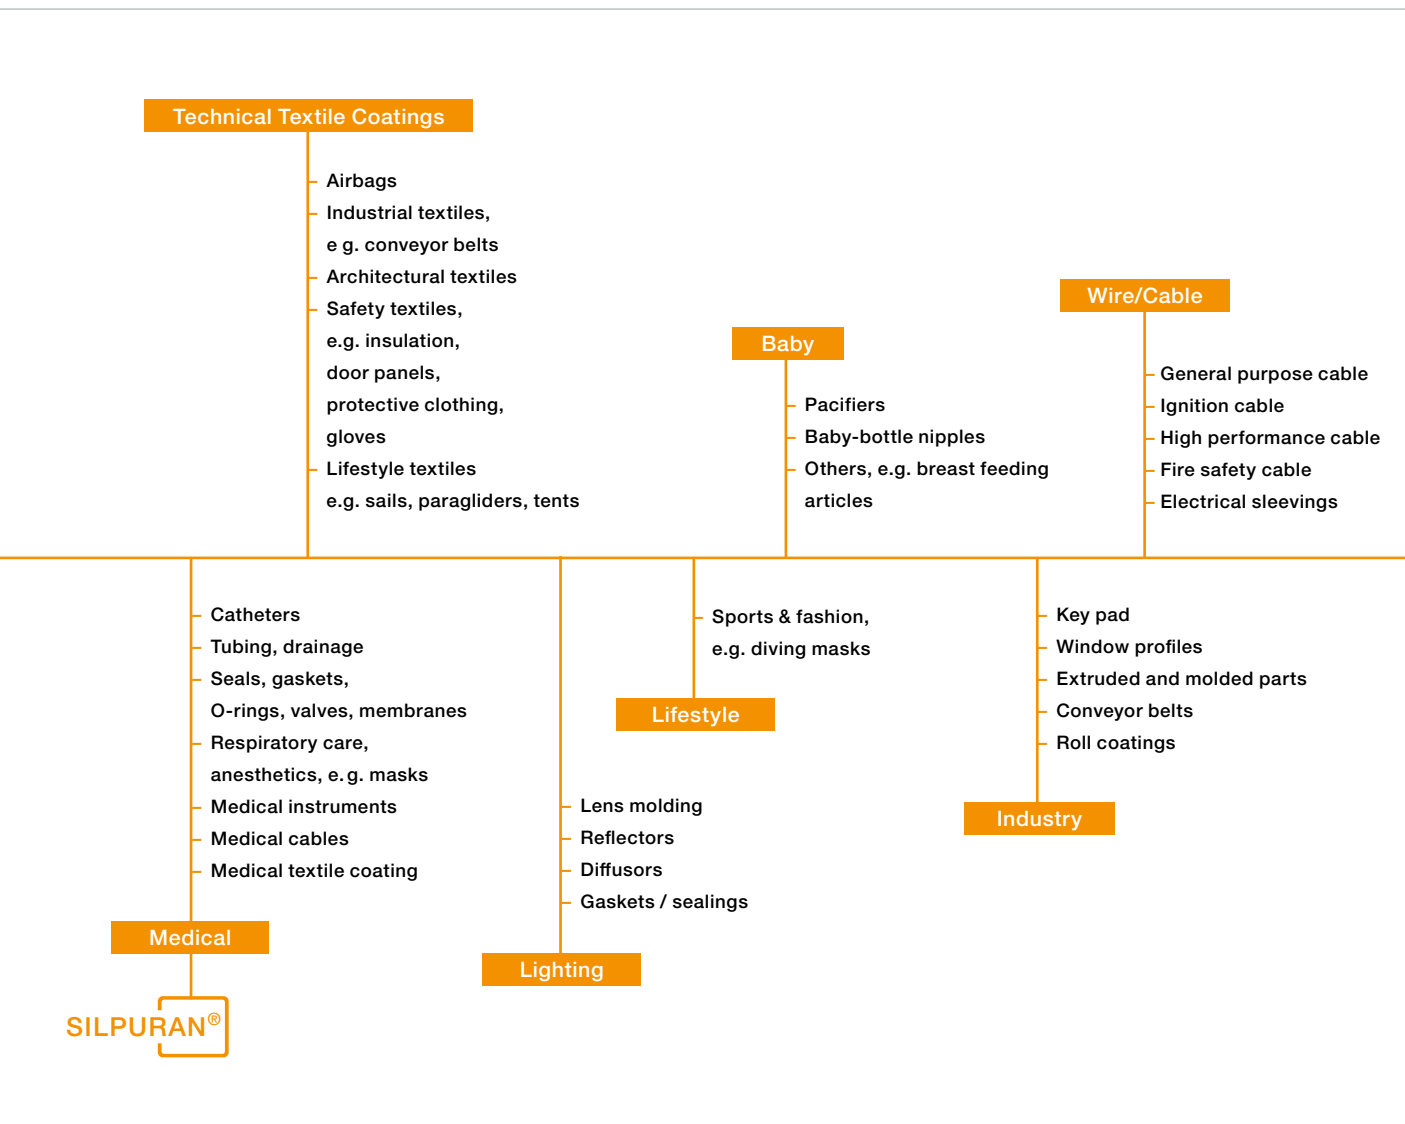 Technical Textile Coatings
Airbags
Industrial textiles,
e g. conveyor belts
Architectural textiles
Safety textiles,
e.g. insulation,
door panels,
protective clothing,
gloves
Lifestyle textiles
e.g. sails, paragliders, tents
Baby
Pacifiers
Baby-bottle nipples
Others, e.g. breast feeding
articles
Wire/Cable
General purpose cable
Ignition cable
High performance cable
Fire safety cable
Electrical sleevings
Catheters
Tubing, drainage
Seals, gaskets,
O-rings, valves, membranes
Respiratory care,
anesthetics, e. g. masks
Medical instruments
Medical cables
Medical textile coating
Medical
SILPURAN®
Lens molding
Reflectors
Diffusors
Gaskets / sealings
Lighting
Sports & fashion,
e.g. diving masks
Lifestyle
Key pad
Window profiles
Extruded and molded parts
Conveyor belts
Roll coatings
Industry